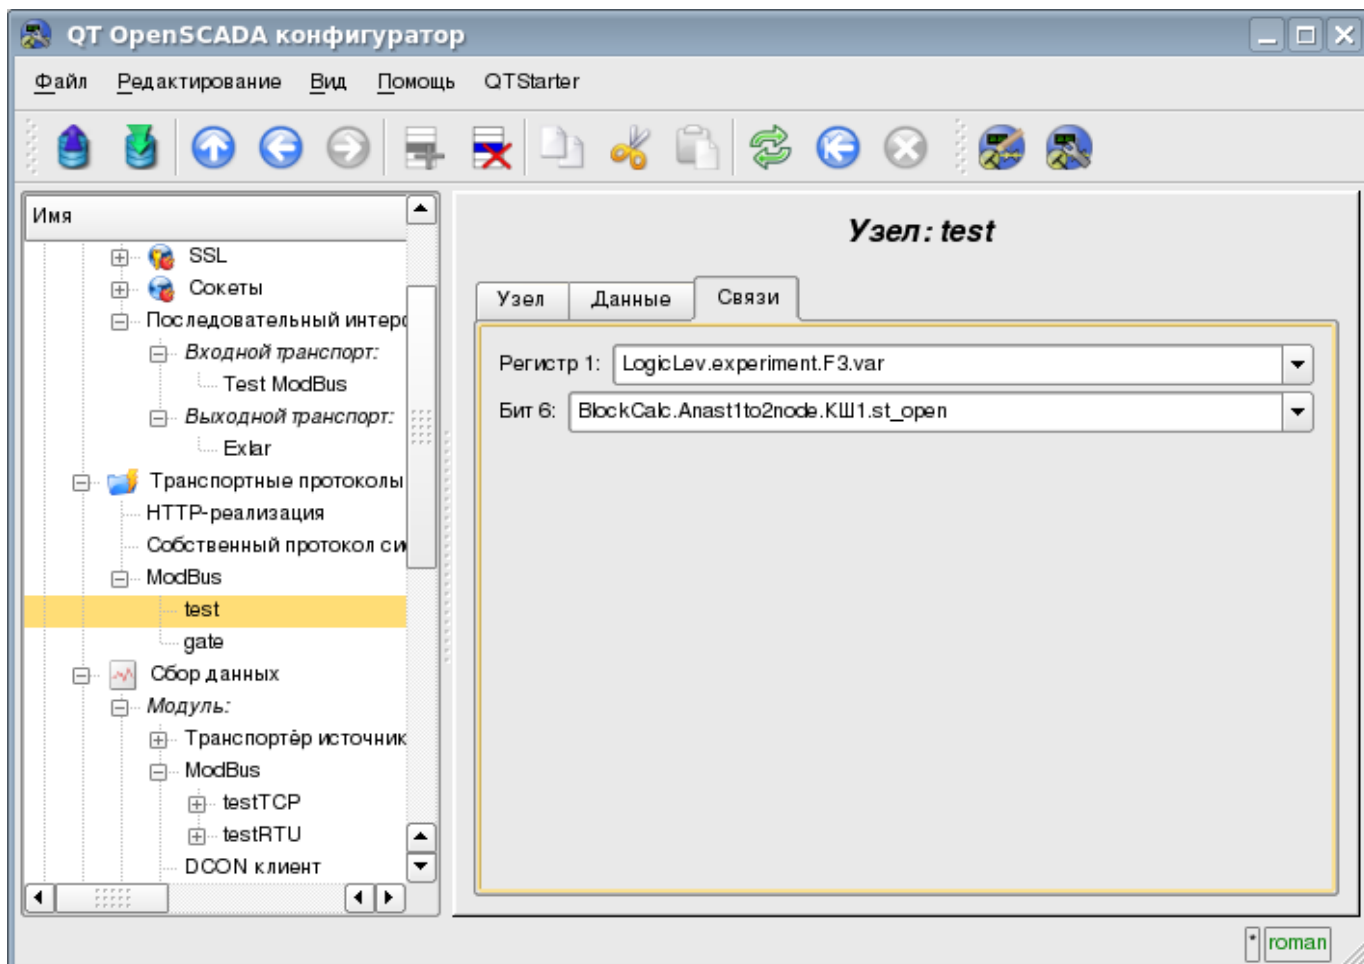 QT OpenSCADA конфигуратор
Файл Редактирование Вид Помощь QTStarter
Имя
SSL
Сокеты
Последовательный интерф
Входной транспорт:
Test ModBus
Выходной транспорт:
Exlar
Транспортные протоколы
HTTP-реализация
Собственный протокол си
ModBus
test
gate
Сбор данных
Модуль:
Транспортёр источник
ModBus
testTCP
testRTU
DCON клиент
Узел: test
Узел Данные Связи
Регистр 1: LogicLev.experiment.F3.var
Бит 6: BlockCalc.Anast1to2node.КШ1.st_open
* roman